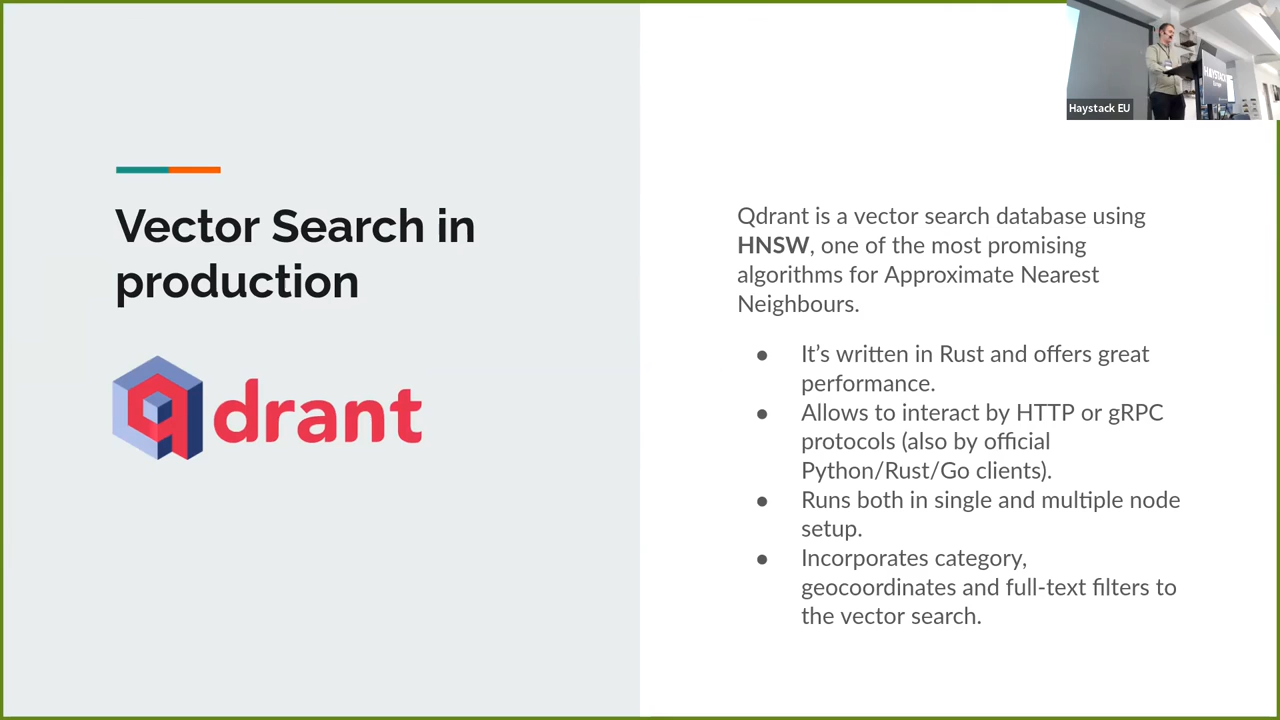 Haystack EU
HAYSTACK
Vector Search in
production
qdrant
Qdrant is a vector search database using
HNSW, one of the most promising
algorithms for Approximate Nearest
Neighbours.
● It’s written in Rust and offers great
performance.
● Allows to interact by HTTP or gRPC
protocols (also by official
Python/Rust/Go clients).
● Runs both in single and multiple node
setup.
● Incorporates category,
geocoordinates and full-text filters to
the vector search.